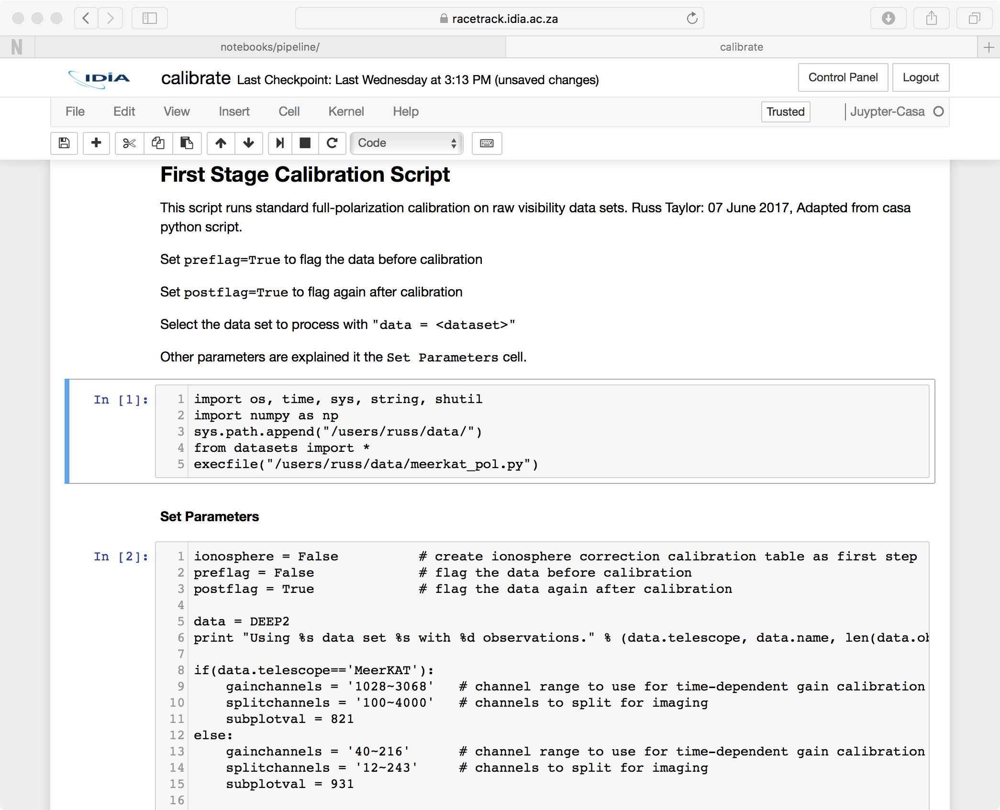 racetrack.idia.ac.za
N
notebooks/pipeline/
calibrate
IDIA
calibrate Last Checkpoint: Last Wednesday at 3:13 PM (unsaved changes)
Control Panel
Logout
File Edit View Insert Cell Kernel Help
Trusted
Juypter-Casa
Code
First Stage Calibration Script
This script runs standard full-polarization calibration on raw visibility data sets. Russ Taylor: 07 June 2017, Adapted from casa
python script.
Set preflag=True to flag the data before calibration
Set postflag=True to flag again after calibration
Select the data set to process with "data = <dataset>"
Other parameters are explained it the Set Parameters cell.
In [1]:
1 import os, time, sys, string, shutil
2 import numpy as np
3 sys.path.append("/users/russ/data/")
4 from datasets import *
5 execfile("/users/russ/data/meerkat_pol.py")
Set Parameters
In [2]:
1 ionosphere = False # create ionosphere correction calibration table as first step
2 preflag = False # flag the data before calibration
3 postflag = True # flag the data again after calibration
4
5 data = DEEP2
6 print "Using %s data set %s with %d observations." % (data.telescope, data.name, len(data.ob
7
8 if(data.telescope=='MeerKAT'):
9 gainchannels = '1028~3068' # channel range to use for time-dependent gain calibration
10 splitchannels = '100~4000' # channels to split for imaging
11 subplotval = 821
12 else:
13 gainchannels = '40~216' # channel range to use for time-dependent gain calibration
14 splitchannels = '12~243' # channels to split for imaging
15 subplotval = 931
16